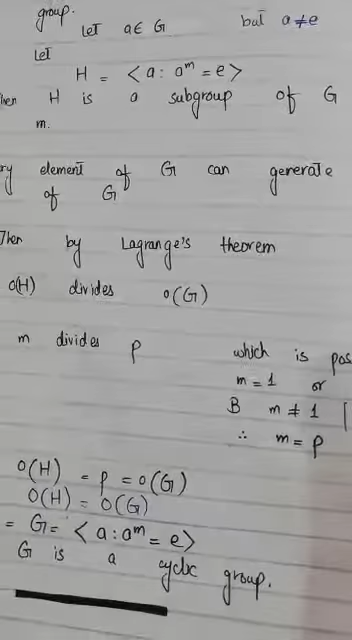 group.
Let a ∈ G but a ≠ e
Let
H = < a : a^m = e >
H is a subgroup of G
m.
element of G can generate
of G
Then by Lagrange's theorem
o(H) divides o(G)
m divides p which is
m = 1 or
B m ≠ 1
∴ m = p
o(H) = p = o(G)
o(H) = o(G)
= G = < a : a^m = e >
G is a cyclic group.